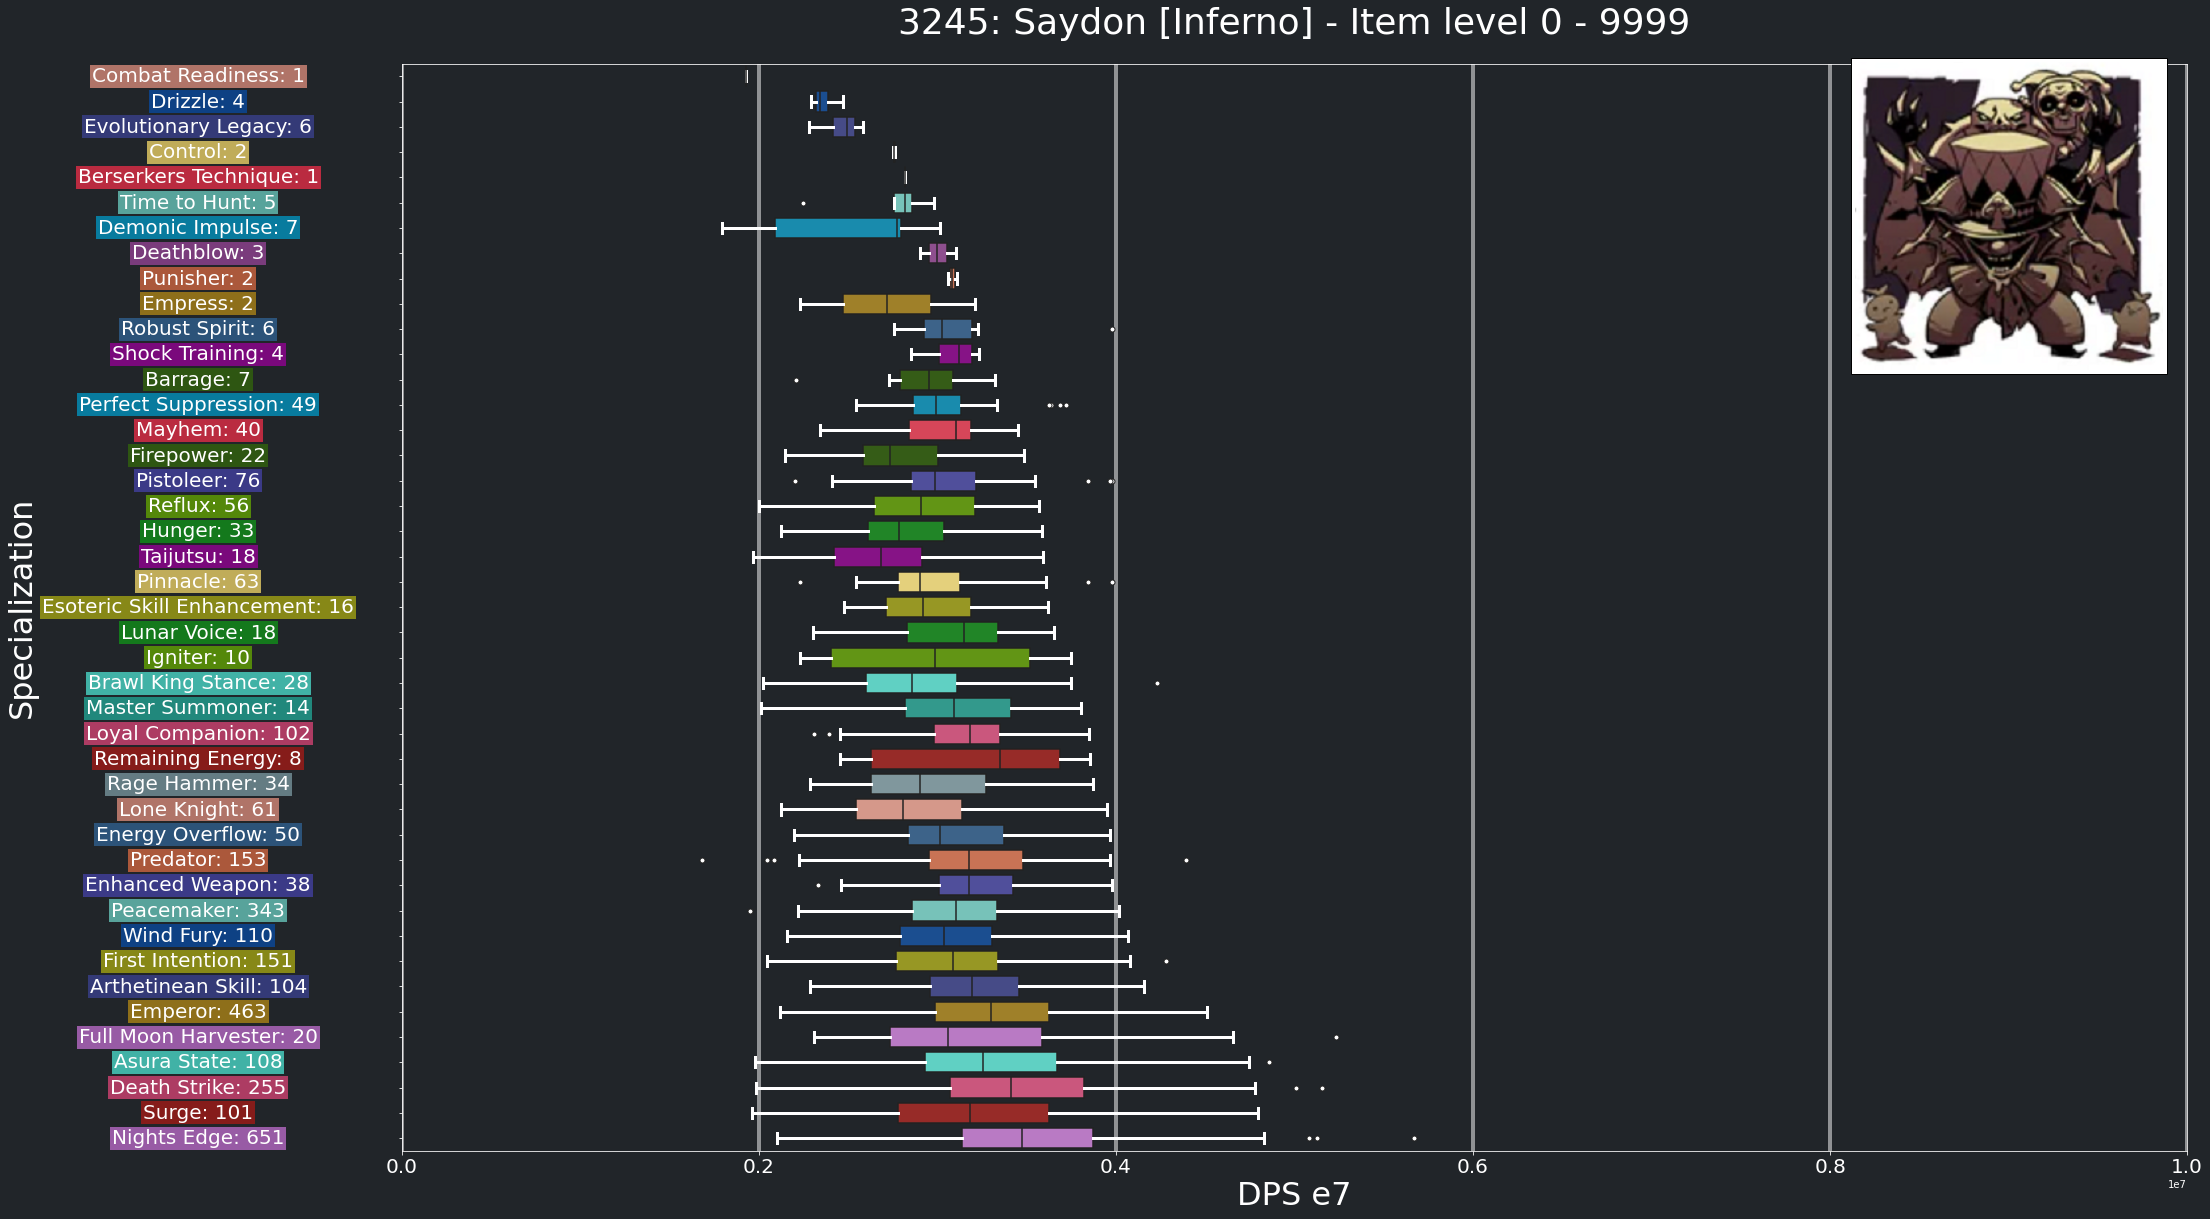 3245: Saydon [Inferno] - Item level 0 - 9999
Combat Readiness: 1
Drizzle: 4
Evolutionary Legacy: 6
Control: 2
Berserkers Technique: 1
Time to Hunt: 5
Demonic Impulse: 7
Deathblow: 3
Punisher: 2
Empress: 2
Robust Spirit: 6
Shock Training: 4
Barrage: 7
Perfect Suppression: 49
Mayhem: 40
Firepower: 22
Pistoleer: 76
Reflux: 56
Hunger: 33
Taijutsu: 18
Pinnacle: 63
Esoteric Skill Enhancement: 16
Lunar Voice: 18
Igniter: 10
Brawl King Stance: 28
Master Summoner: 14
Loyal Companion: 102
Remaining Energy: 8
Rage Hammer: 34
Lone Knight: 61
Energy Overflow: 50
Predator: 153
Enhanced Weapon: 38
Peacemaker: 343
Wind Fury: 110
First Intention: 151
Arthetinean Skill: 104
Emperor: 463
Full Moon Harvester: 20
Asura State: 108
Death Strike: 255
Surge: 101
Nights Edge: 651
Specialization
0.0 0.2 0.4 0.6 0.8 1.0
1e7
DPS e7